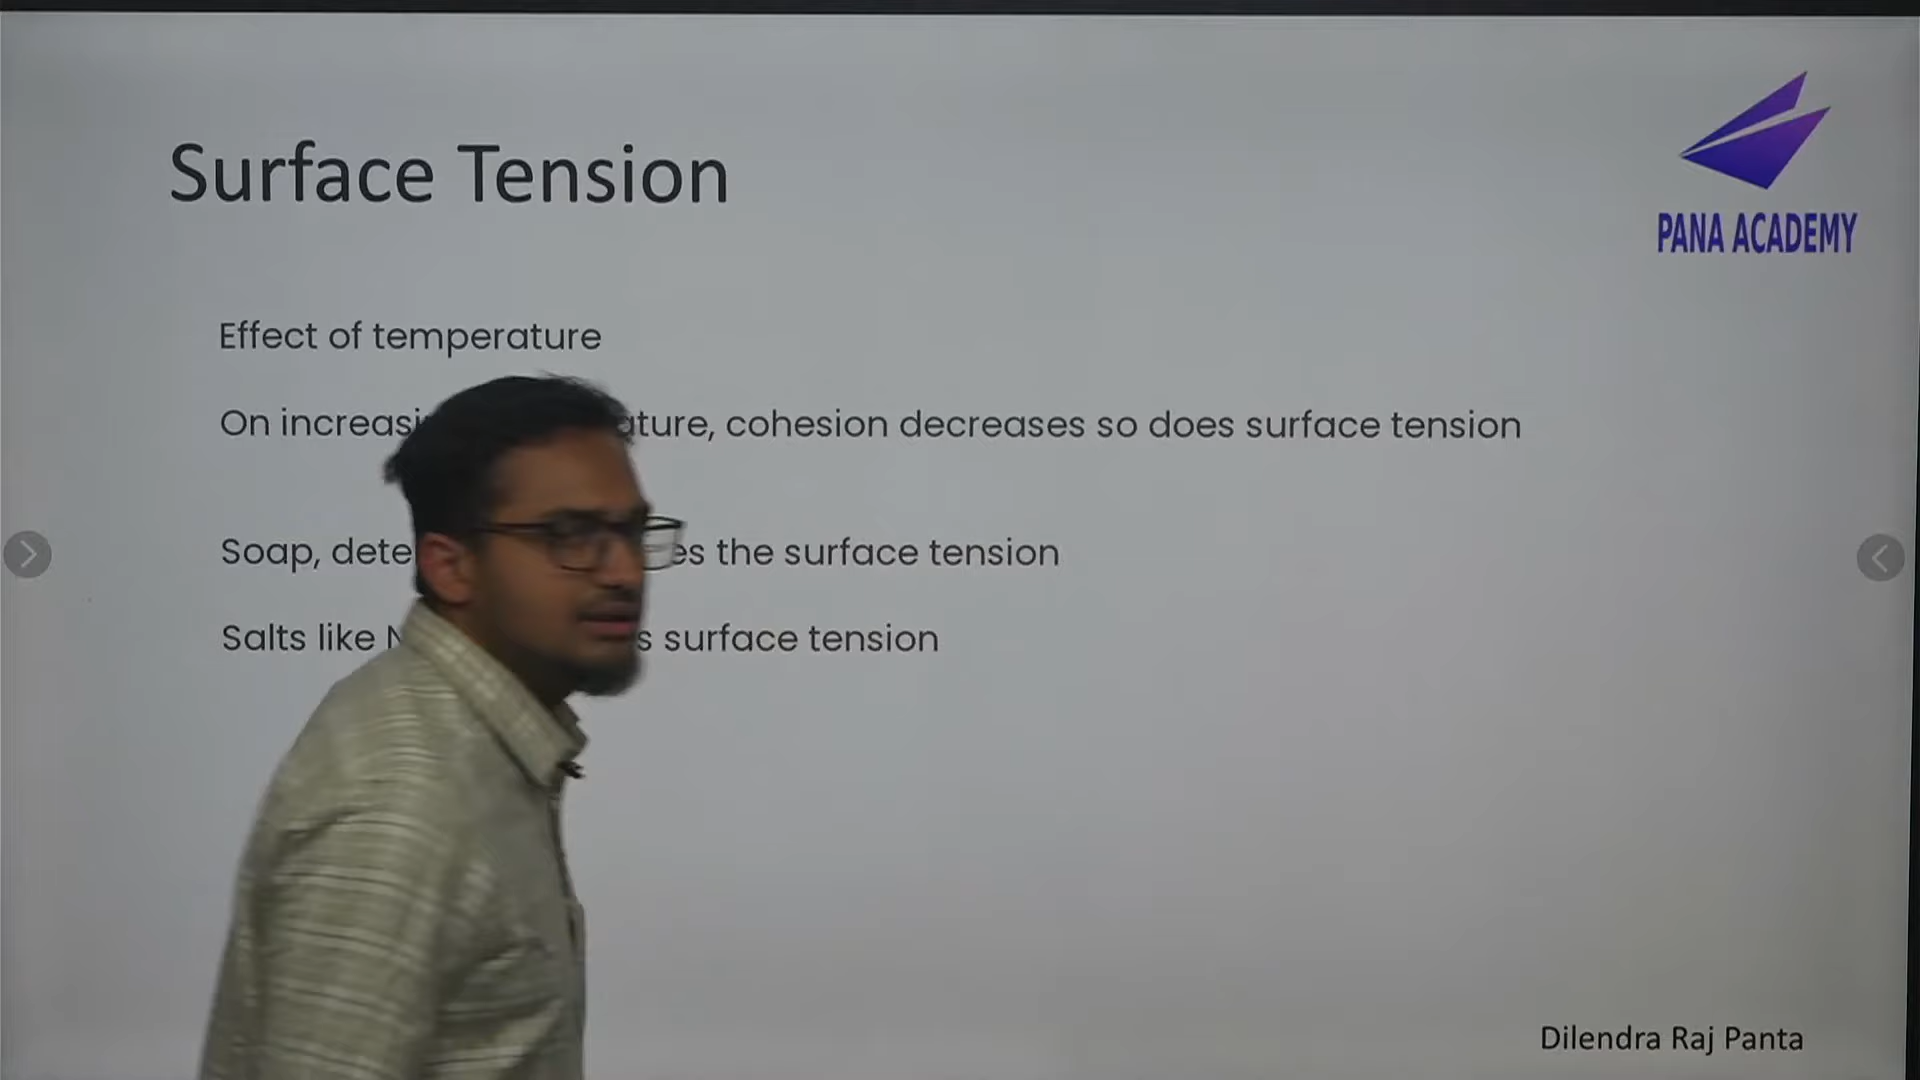 Surface Tension
PANA ACADEMY
Effect of temperature
On increasi ature, cohesion decreases so does surface tension
Soap, dete es the surface tension
Salts like N s surface tension
Dilendra Raj Panta